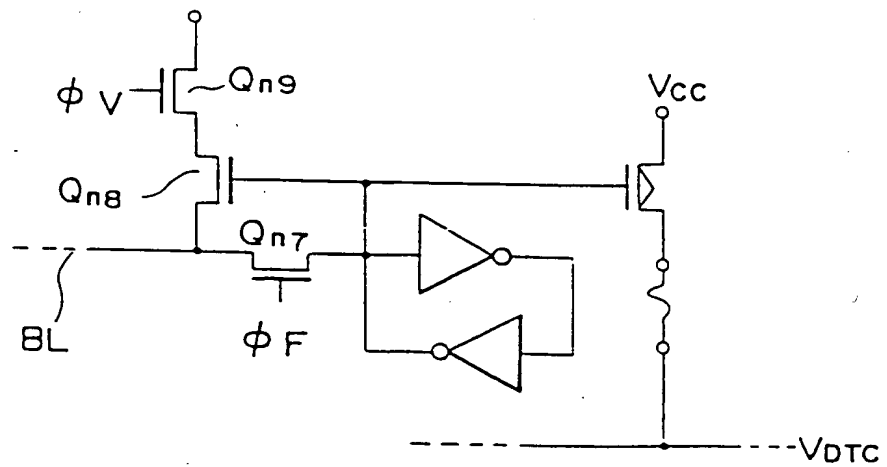 Qn9
φV
VCC
Qn8
Qn7
BL
φF
VDTC